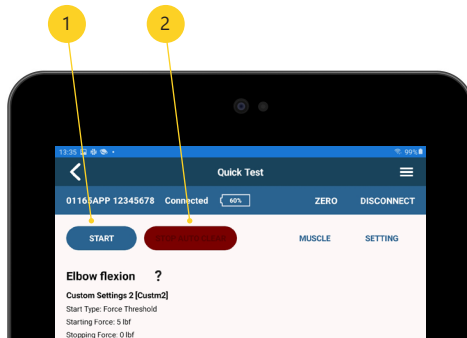 1 2
13:35 99%
Quick Test
01165APP 12345678 Connected 60% ZERO DISCONNECT
START MUSCLE SETTING
Elbow flexion ?
Custom Settings 2 [Custm2]
Start Type: Force Threshold
Starting Force: 5 lbf
Stopping Force: 0 lbf